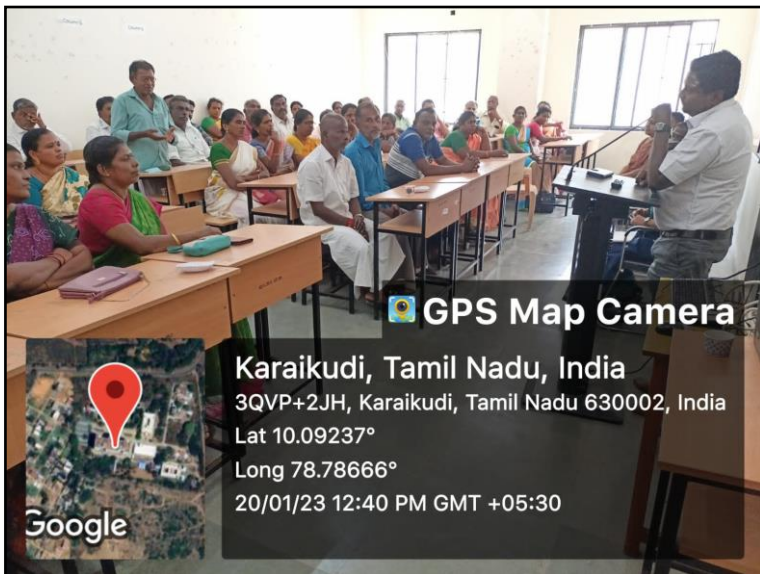 GPS Map Camera
Karaikudi, Tamil Nadu, India
3QVP+2JH, Karaikudi, Tamil Nadu 630002, India
Lat 10.09237°
Long 78.78666°
20/01/23 12:40 PM GMT +05:30
Google